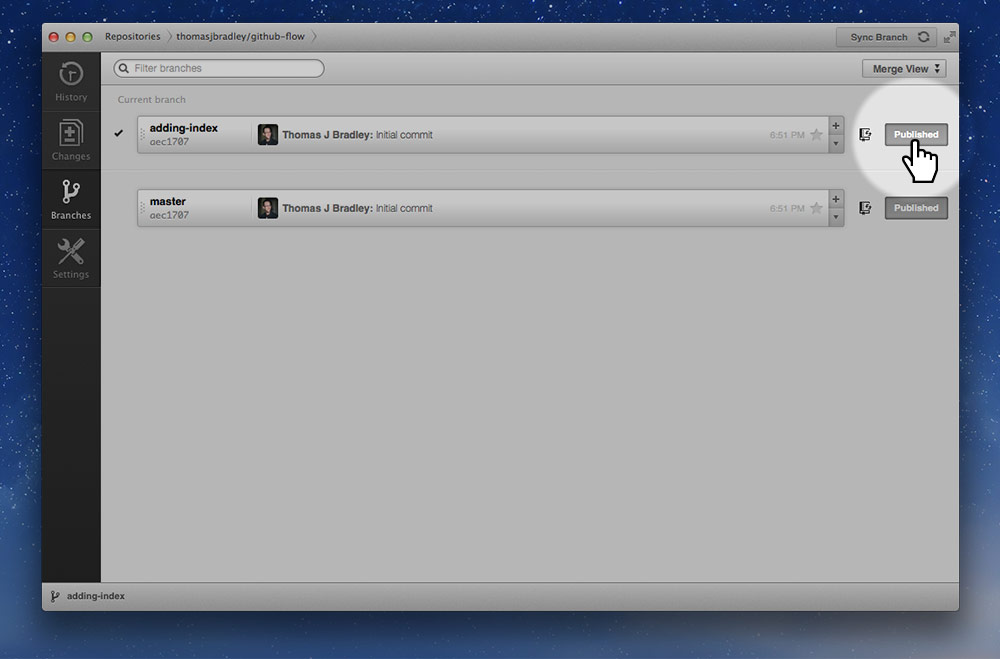 Repositories thomasjbradley/github-flow Sync Branch
Filter branches Merge View
History
Current branch
adding-index
aec1707
Thomas J Bradley: Initial commit 6:51 PM + Published
Changes
master
aec1707
Thomas J Bradley: Initial commit 6:51 PM + Published
Branches
Settings
adding-index